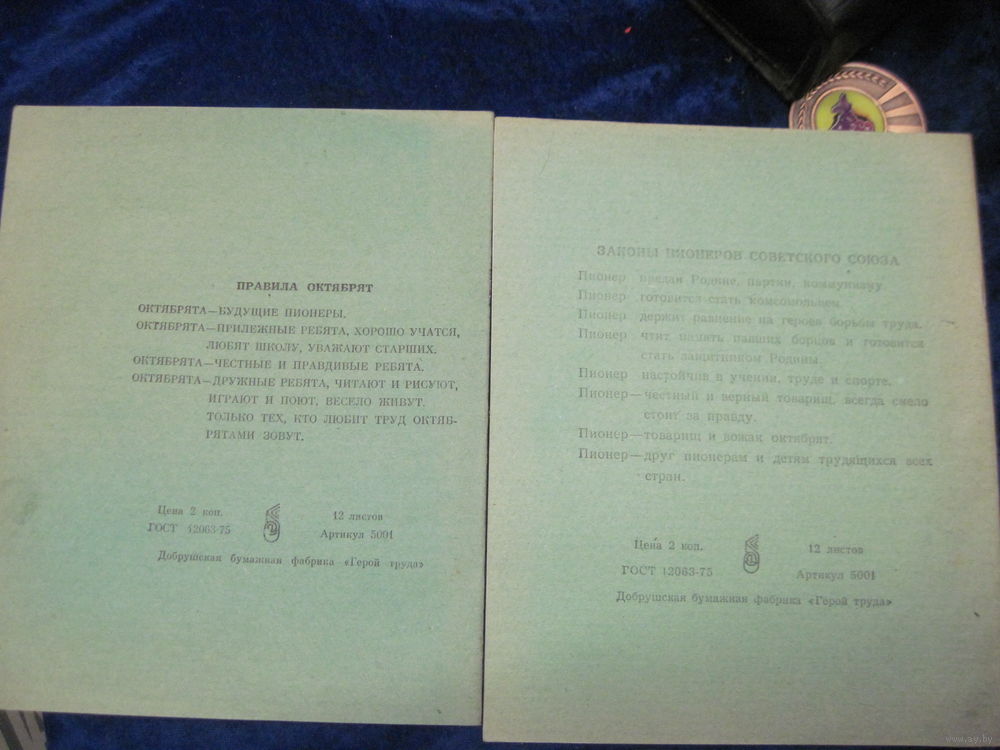 ПРАВИЛА ОКТЯБРЯТ
ОКТЯБРЯТА—БУДУЩИЕ ПИОНЕРЫ.
ОКТЯБРЯТА—ПРИЛЕЖНЫЕ РЕБЯТА, ХОРОШО УЧАТСЯ,
ЛЮБЯТ ШКОЛУ, УВАЖАЮТ СТАРШИХ.
ОКТЯБРЯТА—ЧЕСТНЫЕ И ПРАВДИВЫЕ РЕБЯТА.
ОКТЯБРЯТА—ДРУЖНЫЕ РЕБЯТА, ЧИТАЮТ И РИСУЮТ,
ИГРАЮТ И ПОЮТ, ВЕСЕЛО ЖИВУТ.
ТОЛЬКО ТЕХ, КТО ЛЮБИТ ТРУД ОКТЯБ-
РЯТАМИ ЗОВУТ.
Цена 2 коп.
12 листов
ГОСТ 12063-75
Артикул 5001
Добрушская бумажная фабрика «Герой труда»
ЗАКОНЫ ПИОНЕРОВ СОВЕТСКОГО СОЮЗА
Пионер предан Родине, партии, коммунизму.
Пионер готовится стать комсомольцем.
Пионер держит равнение на героев борьбы труда.
Пионер чтит память павших борцов и готовится
стать защитником Родины.
Пионер настойчив в учении, труде и спорте.
Пионер—честный и верный товарищ, всегда смело
стоит за правду.
Пионер—товарищ и вожак октябрят.
Пионер—друг пионерам и детям трудящихся всех
стран.
Цена 2 коп.
12 листов
ГОСТ 12063-75
Артикул 5001
Добрушская бумажная фабрика «Герой труда»
www.ay.by